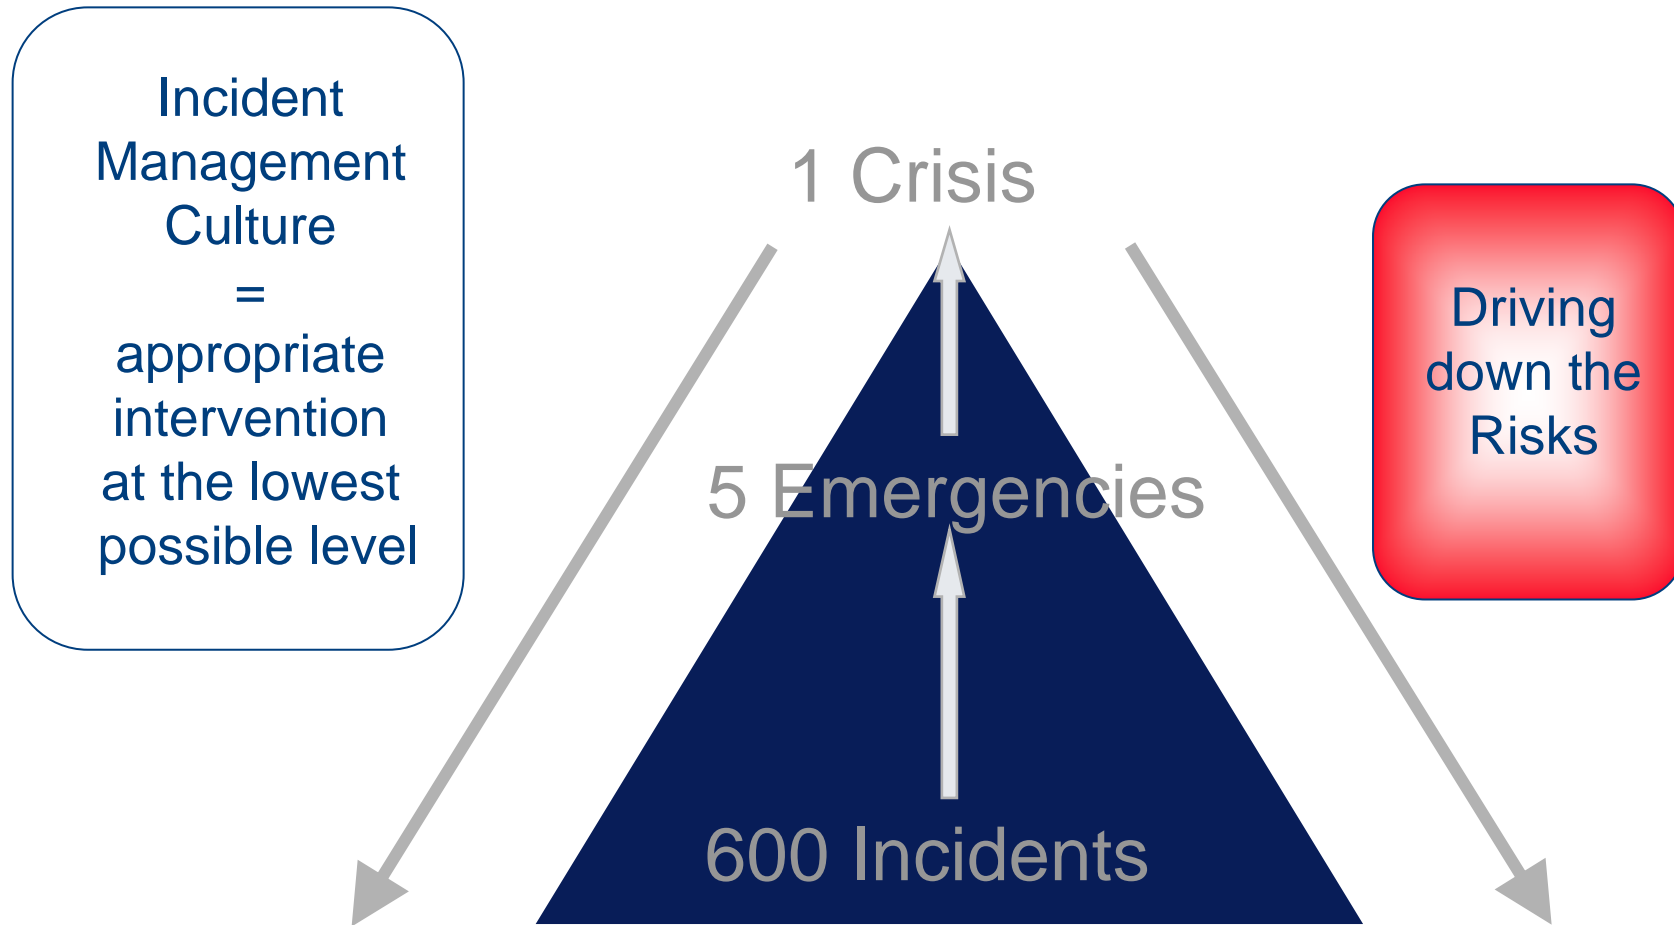 Incident
Management
Culture
=
appropriate
intervention
at the lowest
possible level
1 Crisis
5 Emergencies
600 Incidents
Driving
down the
Risks